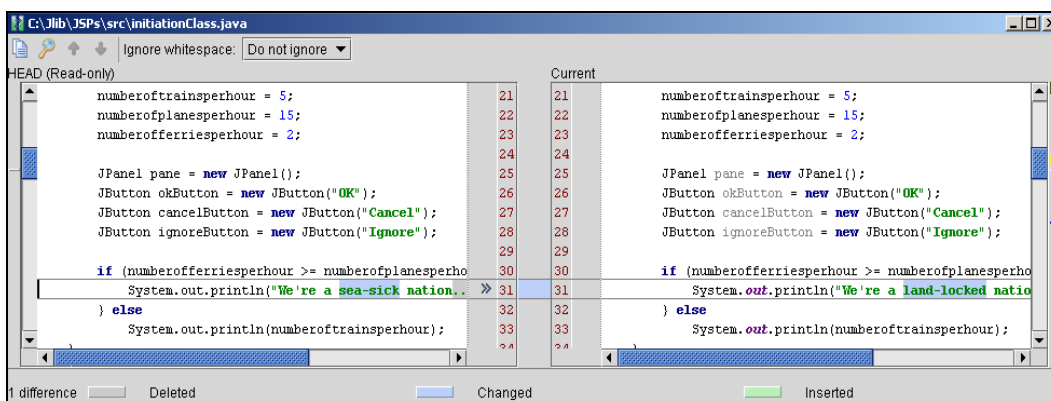 C:\Jlib\JSPs\src\initiationClass.java
Ignore whitespace: Do not ignore
HEAD (Read-only)
numberoftrainsperhour = 5; 21
numberofplanesperhour = 15; 22
numberofferriesperhour = 2; 23
24
JPanel pane = new JPanel(); 25
JButton okButton = new JButton("OK"); 26
JButton cancelButton = new JButton("Cancel"); 27
JButton ignoreButton = new JButton("Ignore"); 28
29
if (numberofferriesperhour >= numberofplanesperho 30
System.out.println("We're a sea-sick nation.. » 31
} else 32
System.out.println(numberoftrainsperhour); 33
34
Current
21 numberoftrainsperhour = 5;
22 numberofplanesperhour = 15;
23 numberofferriesperhour = 2;
24
25 JPanel pane = new JPanel();
26 JButton okButton = new JButton("OK");
27 JButton cancelButton = new JButton("Cancel");
28 JButton ignoreButton = new JButton("Ignore");
29
30 if (numberofferriesperhour >= numberofplanesperho
31 System.out.println("We're a land-locked natio
32 } else
33 System.out.println(numberoftrainsperhour);
34
1 difference Deleted Changed Inserted